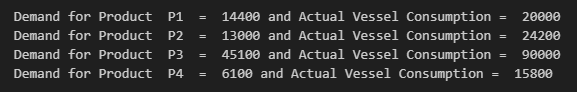 Demand for Product  P1  =  14400 and Actual Vessel Consumption =  20000
Demand for Product  P2  =  13000 and Actual Vessel Consumption =  24200
Demand for Product  P3  =  45100 and Actual Vessel Consumption =  90000
Demand for Product  P4  =  6100 and Actual Vessel Consumption =  15800